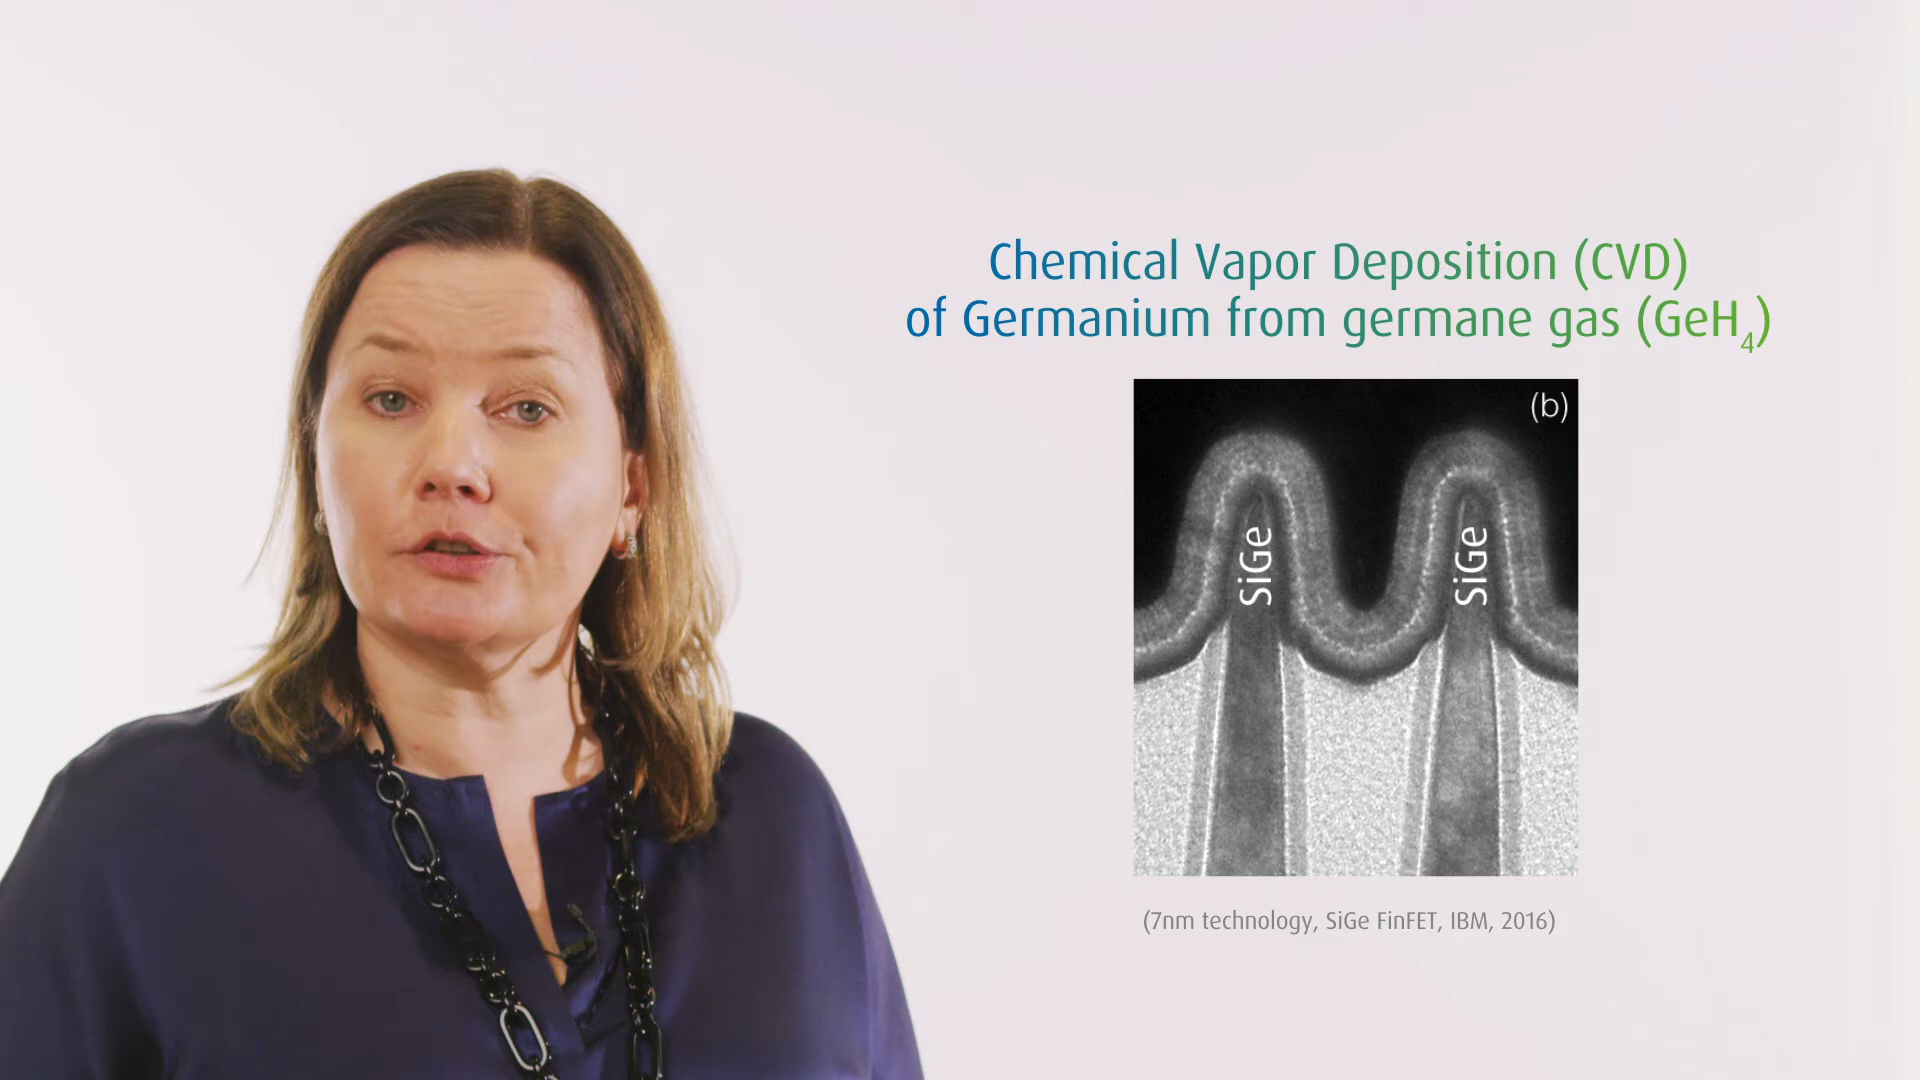 Chemical Vapor Deposition (CVD)
of Germanium from germane gas (GeH₄)
(b)
SiGe
SiGe
(7nm technology, SiGe FinFET, IBM, 2016)